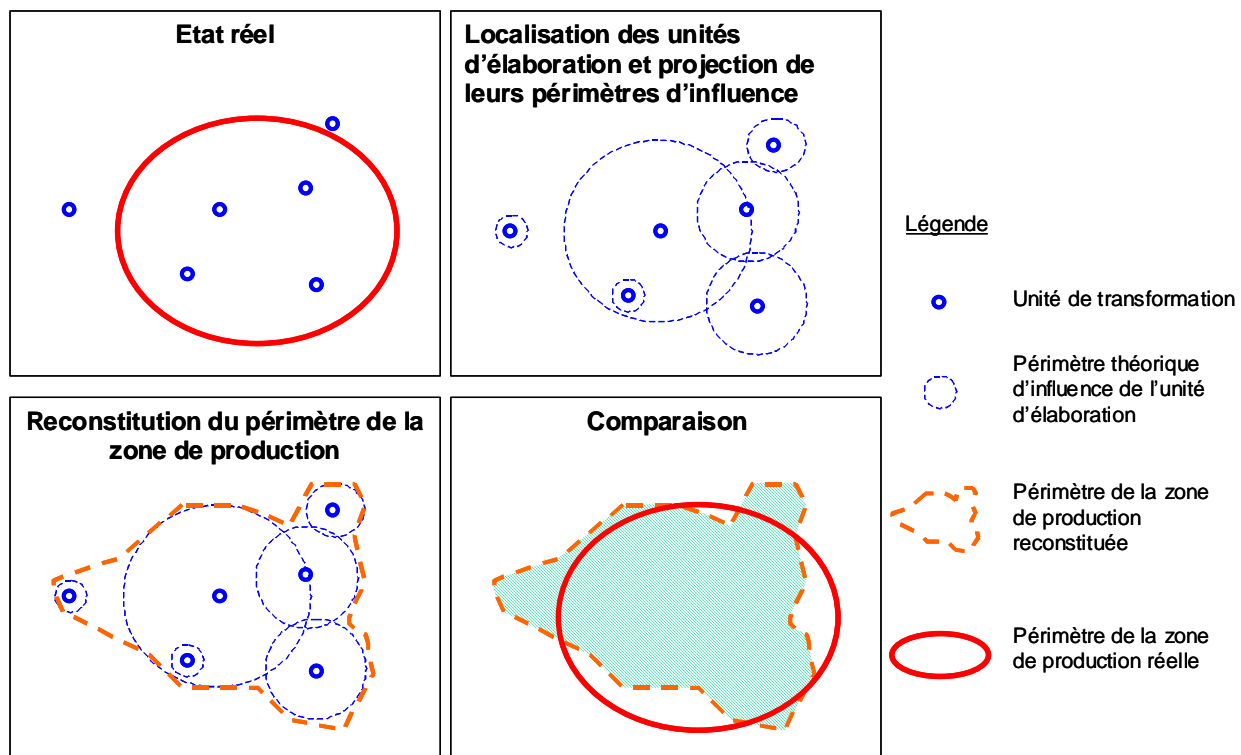 Etat réel
Localisation des unités
d’élaboration et projection de
leurs périmètres d’influence
Reconstitution du périmètre de la
zone de production
Comparaison
Légende
Unité de transformation
Périmètre théorique
d’influence de l’unité
d’élaboration
Périmètre de la zone
de production
reconstituée
Périmètre de la zone
de production réelle